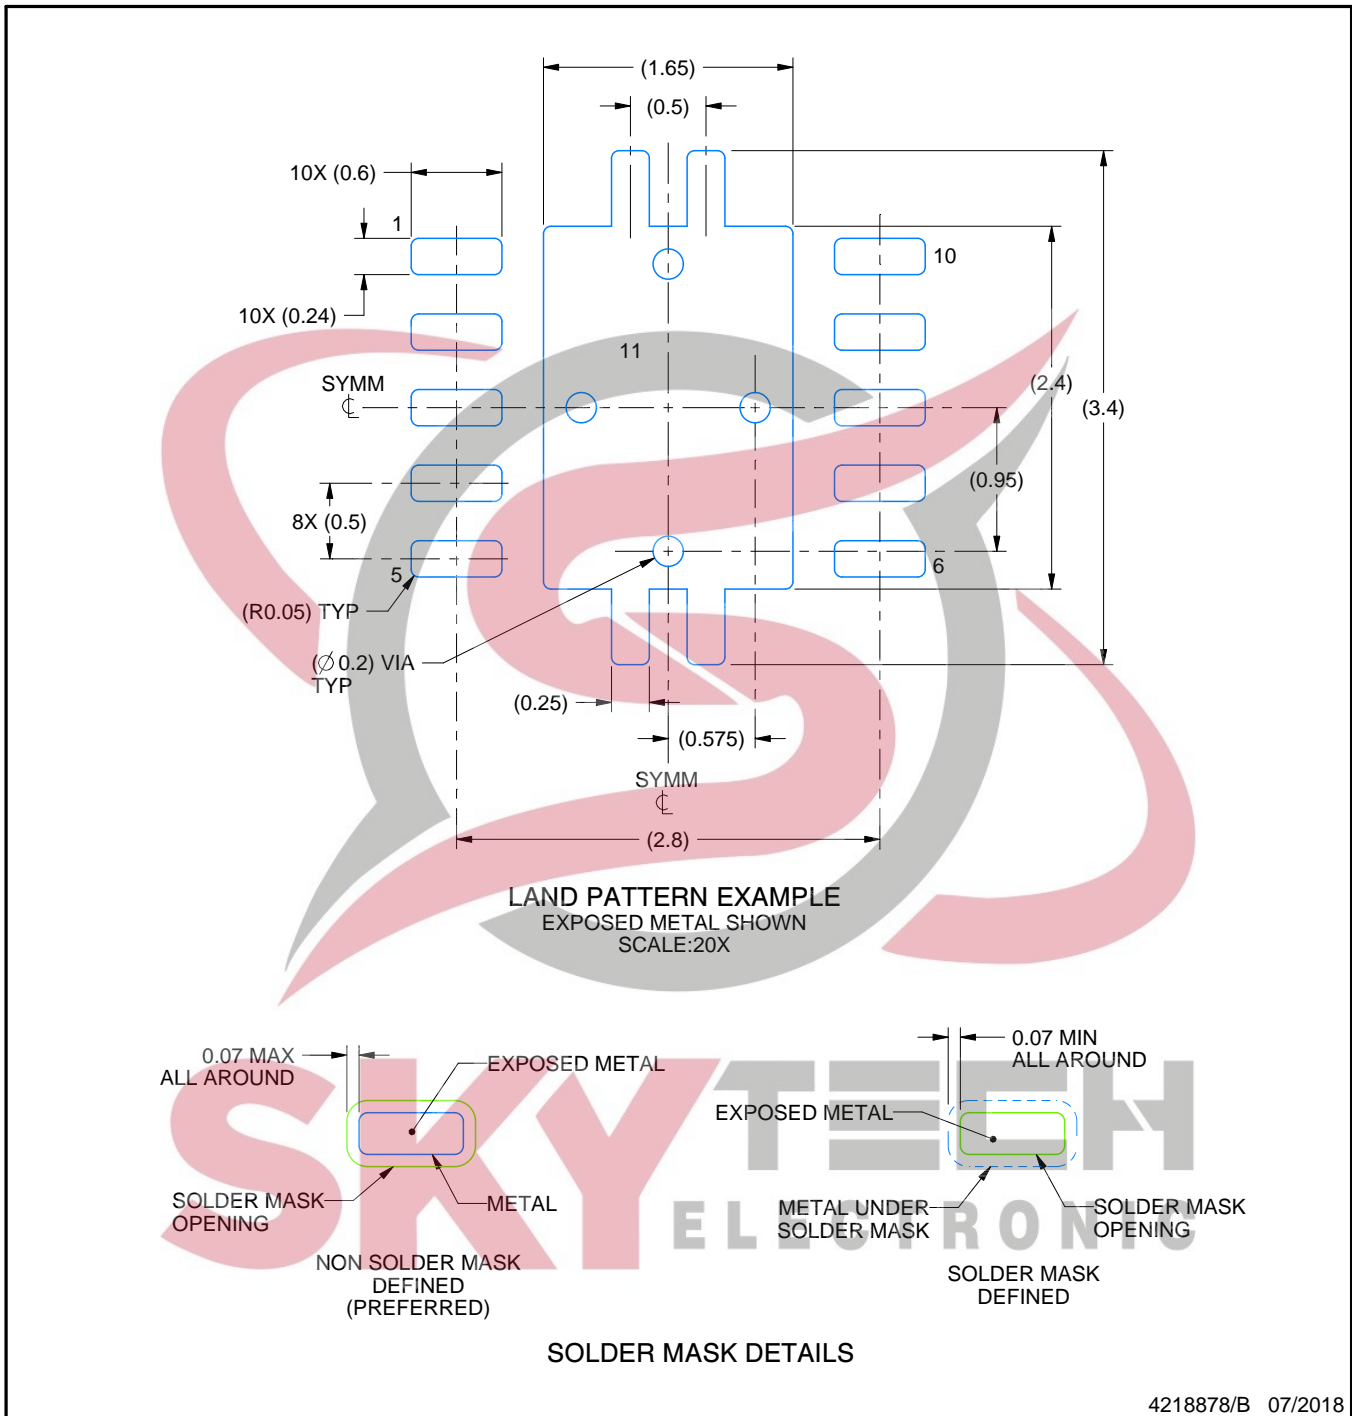 (1.65)
(0.5)
10X (0.6)
1
10
10X (0.24)
11
SYMM
℄
(2.4)
(3.4)
(0.95)
8X (0.5)
5
6
(R0.05) TYP
(∅ 0.2) VIA
TYP
(0.25)
(0.575)
SYMM
℄
(2.8)
LAND PATTERN EXAMPLE
EXPOSED METAL SHOWN
SCALE:20X
0.07 MAX
ALL AROUND
EXPOSED METAL
SOLDER MASK
OPENING
METAL
NON SOLDER MASK
DEFINED
(PREFERRED)
0.07 MIN
ALL AROUND
EXPOSED METAL
METAL UNDER
SOLDER MASK
SOLDER MASK
OPENING
SOLDER MASK
DEFINED
SKYTECH
ELECTRONIC
SOLDER MASK DETAILS
4218878/B 07/2018